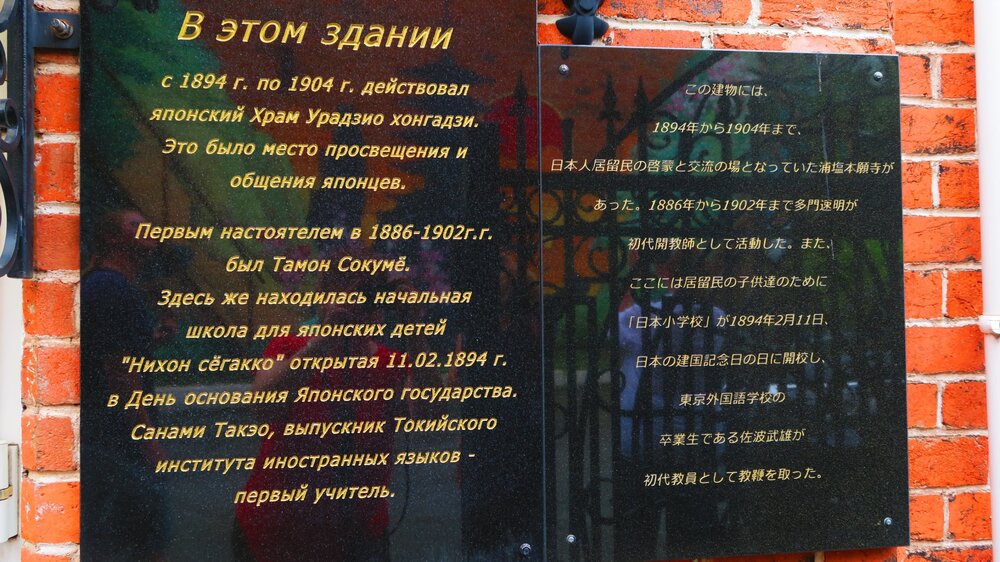 В этом здании
с 1894 г. по 1904 г. действовал
японский Храм Урадзио хонгадзи.
Это было место просвещения и
общения японцев.
Первым настоятелем в 1886-1902г.г.
был Тамон Сокумё.
Здесь же находилась начальная
школа для японских детей
"Нихон сёгакко" открытая 11.02.1894 г.
в День основания Японского государства.
Санами Такэо, выпускник Токийского
института иностранных языков -
первый учитель.
この建物には、
1894年から1904年まで、
日本人居留民の啓蒙と交流の場となっていた浦塩本願寺が
あった。1886年から1902年まで多門速明が
初代開教師として活動した。また、
ここには居留民の子供達のために
「日本小学校」が1894年2月11日、
日本の建国記念日の日に開校し、
東京外国語学校の
卒業生である佐波武雄が
初代教員として教鞭を取った。